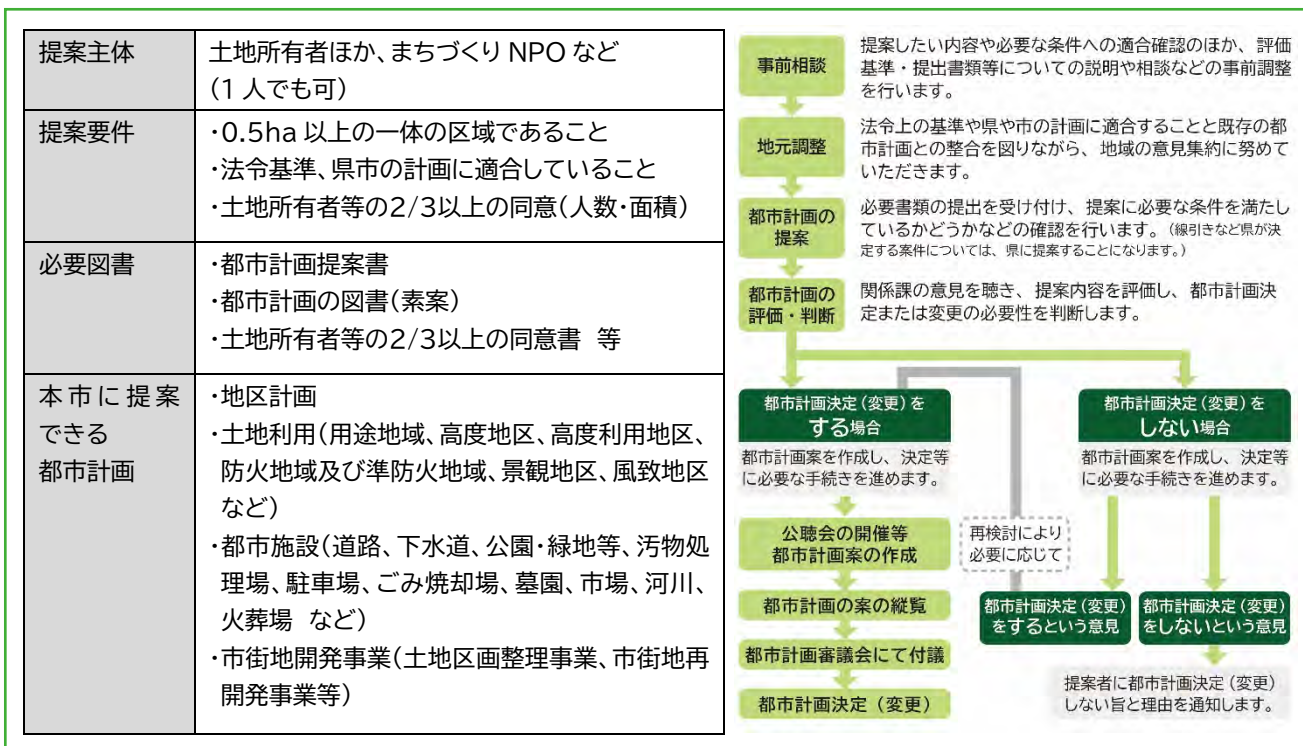 提案主体
土地所有者ほか、まちづくり NPO など
(1 人でも可)
提案要件
・0.5ha 以上の一体の区域であること
・法令基準、県市の計画に適合していること
・土地所有者等の2/3以上の同意(人数・面積)
必要図書
・都市計画提案書
・都市計画の図書(素案)
・土地所有者等の2/3以上の同意書 等
本市に提案
できる
都市計画
・地区計画
・土地利用(用途地域、高度地区、高度利用地区、
防火地域及び準防火地域、景観地区、風致地区
など)
・都市施設(道路、下水道、公園・緑地等、汚物処
理場、駐車場、ごみ焼却場、墓園、市場、河川、
火葬場 など)
・市街地開発事業(土地区画整理事業、市街地再
開発事業等)
事前相談
提案したい内容や必要な条件への適合確認のほか、評価
基準・提出書類等についての説明や相談などの事前調整
を行います。
地元調整
法令上の基準や県や市の計画に適合することと既存の都
市計画との整合を図りながら、地域の意見集約に努めて
いただきます。
都市計画の
提案
必要書類の提出を受け付け、提案に必要な条件を満たし
ているかどうかなどの確認を行います。(線引きなど県が決
定する案件については、県に提案することになります。)
都市計画の
評価・判断
関係課の意見を聴き、提案内容を評価し、都市計画決
定または変更の必要性を判断します。
都市計画決定(変更)を
する場合
都市計画案を作成し、決定等
に必要な手続きを進めます。
都市計画決定(変更)を
しない場合
都市計画案を作成し、決定等
に必要な手続きを進めます。
公聴会の開催等
都市計画案の作成
再検討により
必要に応じて
都市計画の案の縦覧
都市計画決定(変更)
をするという意見
都市計画決定(変更)
をしないという意見
都市計画審議会にて付議
都市計画決定(変更)
提案者に都市計画決定(変更)
しない旨と理由を通知します。